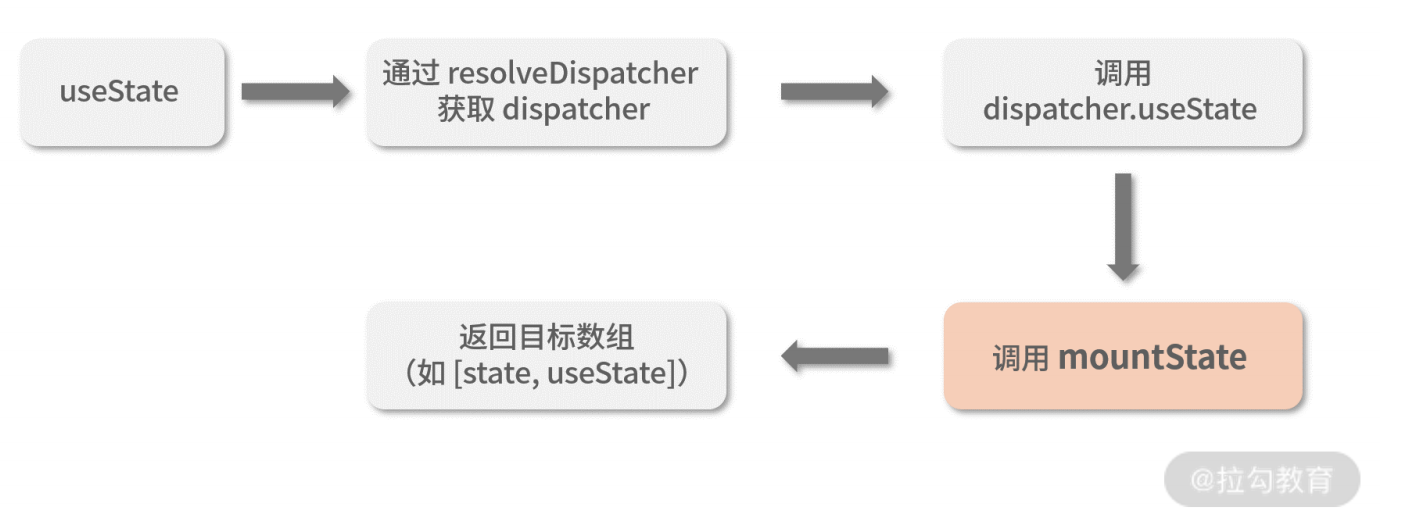 useState
通过 resolveDispatcher
获取 dispatcher
调用
dispatcher.useState
调用 mountState
返回目标数组
（如 [state, useState]）
@拉勾教育